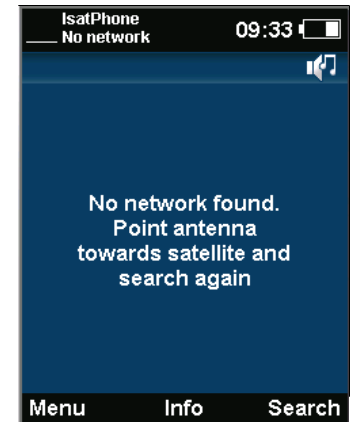 IsatPhone
09:33
No network
No network found.
Point antenna
towards satellite and
search again
Menu Info Search